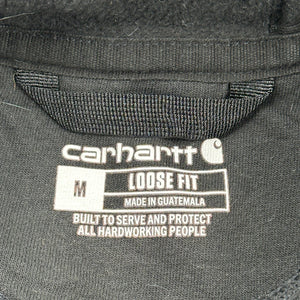 carhartt
M
LOOSE FIT
MADE IN GUATEMALA
BUILT TO SERVE AND PROTECT
ALL HARDWORKING PEOPLE